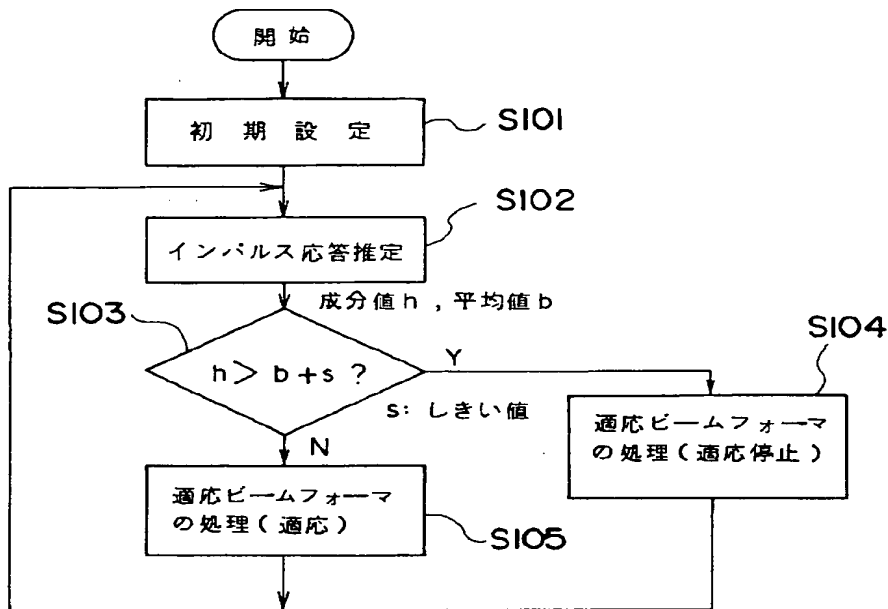 開始
初期設定
S101
インパルス応答推定
S102
成分値h，平均値b
S103
h＞b+s？
Y
s：しきい値
N
S104
適応ビームフォーマ
の処理(適応停止)
適応ビームフォーマ
の処理(適応)
S105